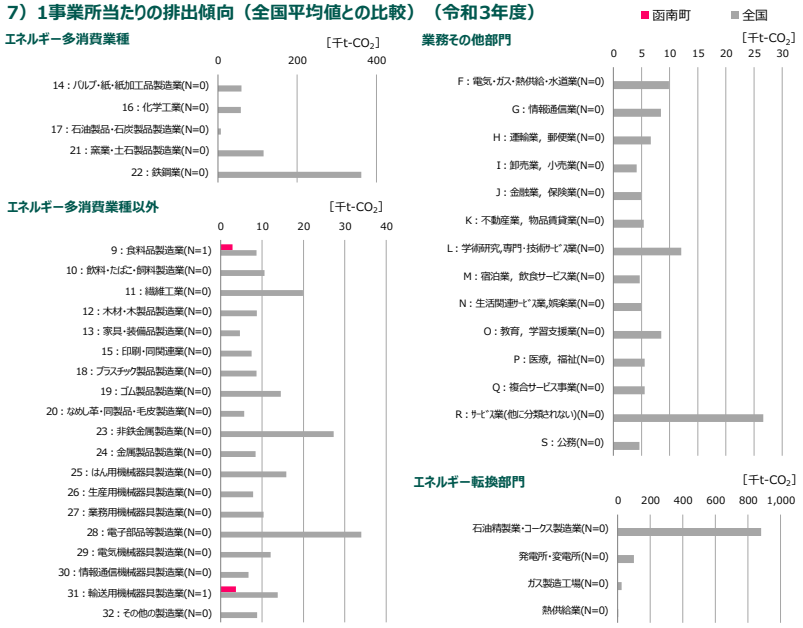 7）1事業所当たりの排出傾向（全国平均値との比較）（令和3年度）
函南町 全国
エネルギー多消費業種
[千t-CO2]
0 200 400
14：パルプ・紙・紙加工品製造業(N=0)
16：化学工業(N=0)
17：石油製品・石炭製品製造業(N=0)
21：窯業・土石製品製造業(N=0)
22：鉄鋼業(N=0)
エネルギー多消費業種以外
[千t-CO2]
0 10 20 30 40
9：食料品製造業(N=1)
10：飲料・たばこ・飼料製造業(N=0)
11：繊維工業(N=0)
12：木材・木製品製造業(N=0)
13：家具・装備品製造業(N=0)
15：印刷・同関連業(N=0)
18：プラスチック製品製造業(N=0)
19：ゴム製品製造業(N=0)
20：なめし革・同製品・毛皮製造業(N=0)
23：非鉄金属製造業(N=0)
24：金属製品製造業(N=0)
25：はん用機械器具製造業(N=0)
26：生産用機械器具製造業(N=0)
27：業務用機械器具製造業(N=0)
28：電子部品等製造業(N=0)
29：電気機械器具製造業(N=0)
30：情報通信機械器具製造業(N=0)
31：輸送用機械器具製造業(N=1)
32：その他の製造業(N=0)
業務その他部門
[千t-CO2]
0 5 10 15 20 25 30
F：電気・ガス・熱供給・水道業(N=0)
G：情報通信業(N=0)
H：運輸業，郵便業(N=0)
I：卸売業，小売業(N=0)
J：金融業，保険業(N=0)
K：不動産業，物品賃貸業(N=0)
L：学術研究,専門・技術ｻｰﾋﾞｽ業(N=0)
M：宿泊業，飲食サービス業(N=0)
N：生活関連ｻｰﾋﾞｽ業,娯楽業(N=0)
O：教育，学習支援業(N=0)
P：医療，福祉(N=0)
Q：複合サービス事業(N=0)
R：ｻｰﾋﾞｽ業(他に分類されない)(N=0)
S：公務(N=0)
エネルギー転換部門
[千t-CO2]
0 200 400 600 800 1,000
石油精製業・コークス製造業(N=0)
発電所・変電所(N=0)
ガス製造工場(N=0)
熱供給業(N=0)